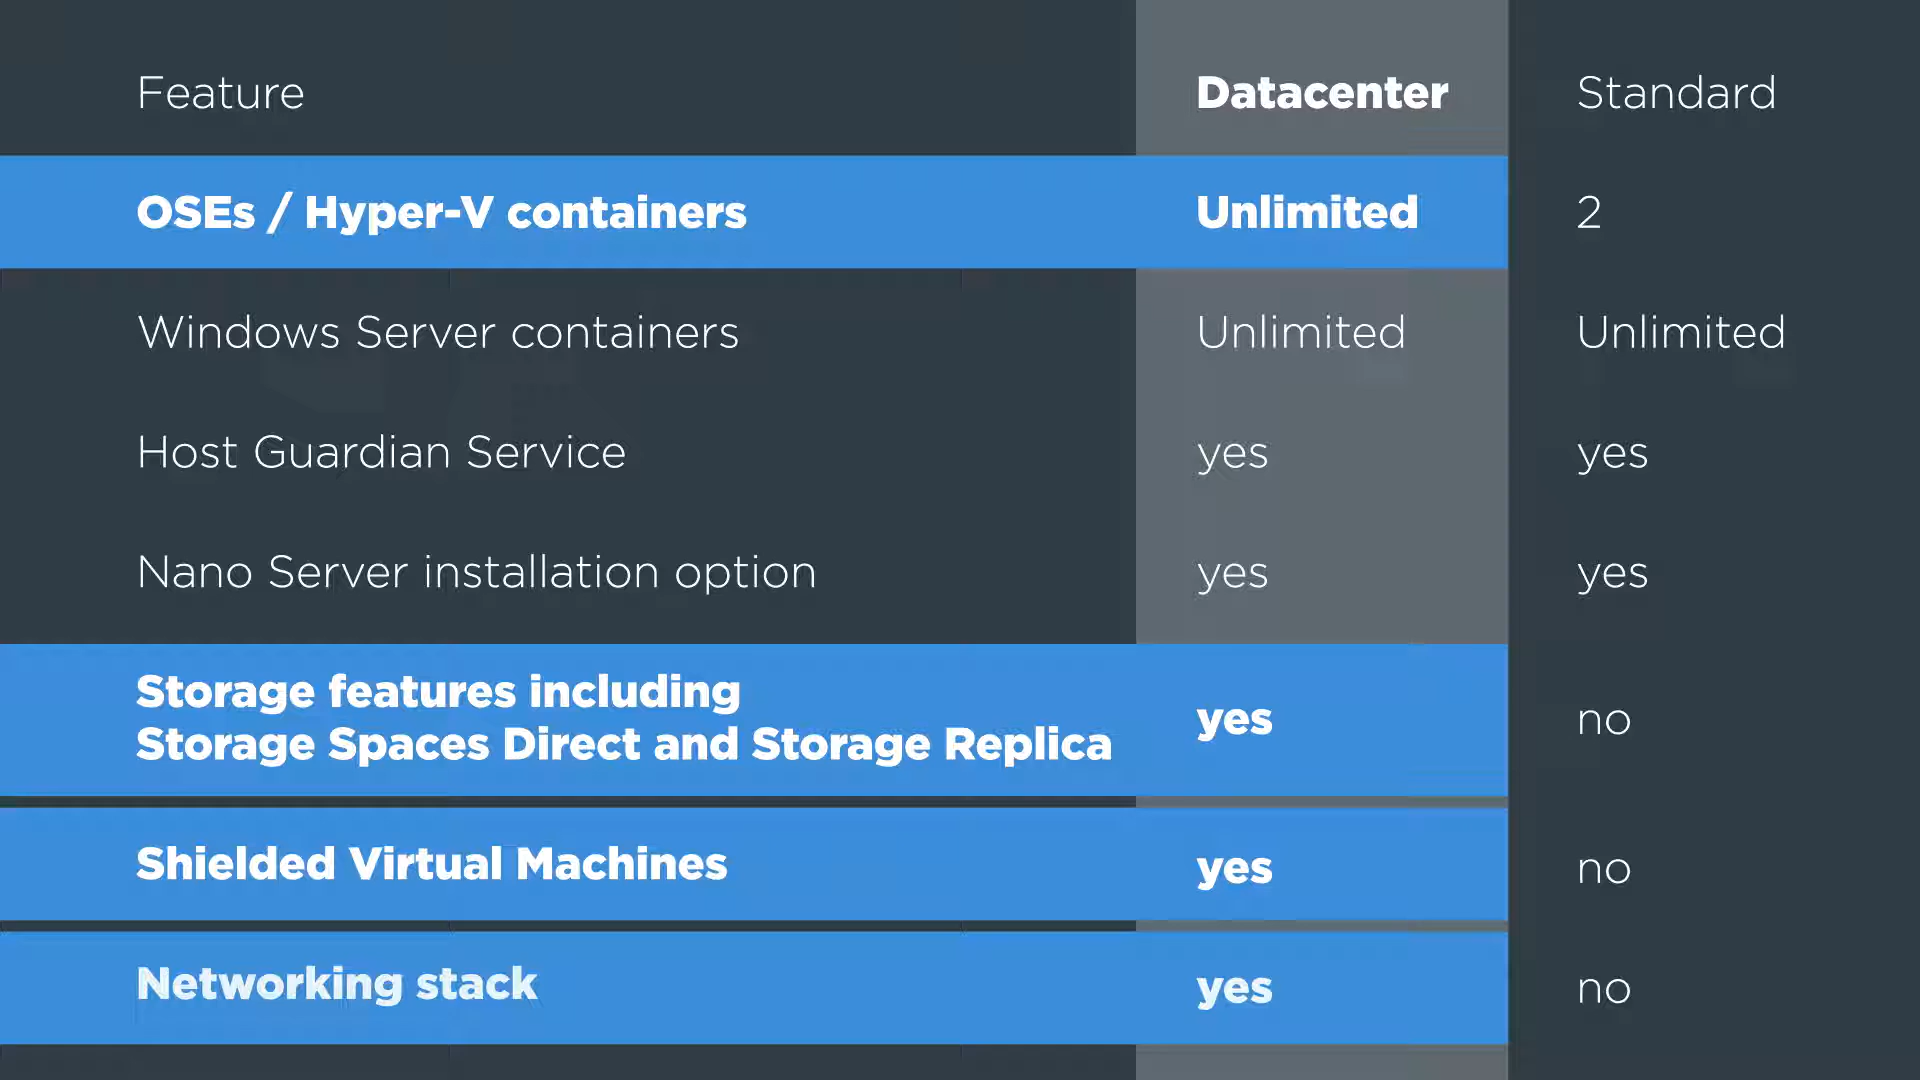 Feature Datacenter Standard
OSEs / Hyper-V containers Unlimited 2
Windows Server containers Unlimited Unlimited
Host Guardian Service yes yes
Nano Server installation option yes yes
Storage features including
Storage Spaces Direct and Storage Replica yes no
Shielded Virtual Machines yes no
Networking stack yes no